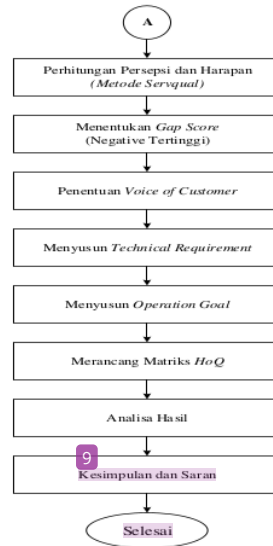 A
Perhitungan Persepsi dan Harapan
(Metode Servqual)
Menentukan Gap Score
(Negative Tertinggi)
Penentuan Voice of Customer
Menyusun Technical Requirement
Menyusun Operation Goal
Merancang Matriks HoQ
Analisa Hasil
9
Kesimpulan dan Saran
Selesai